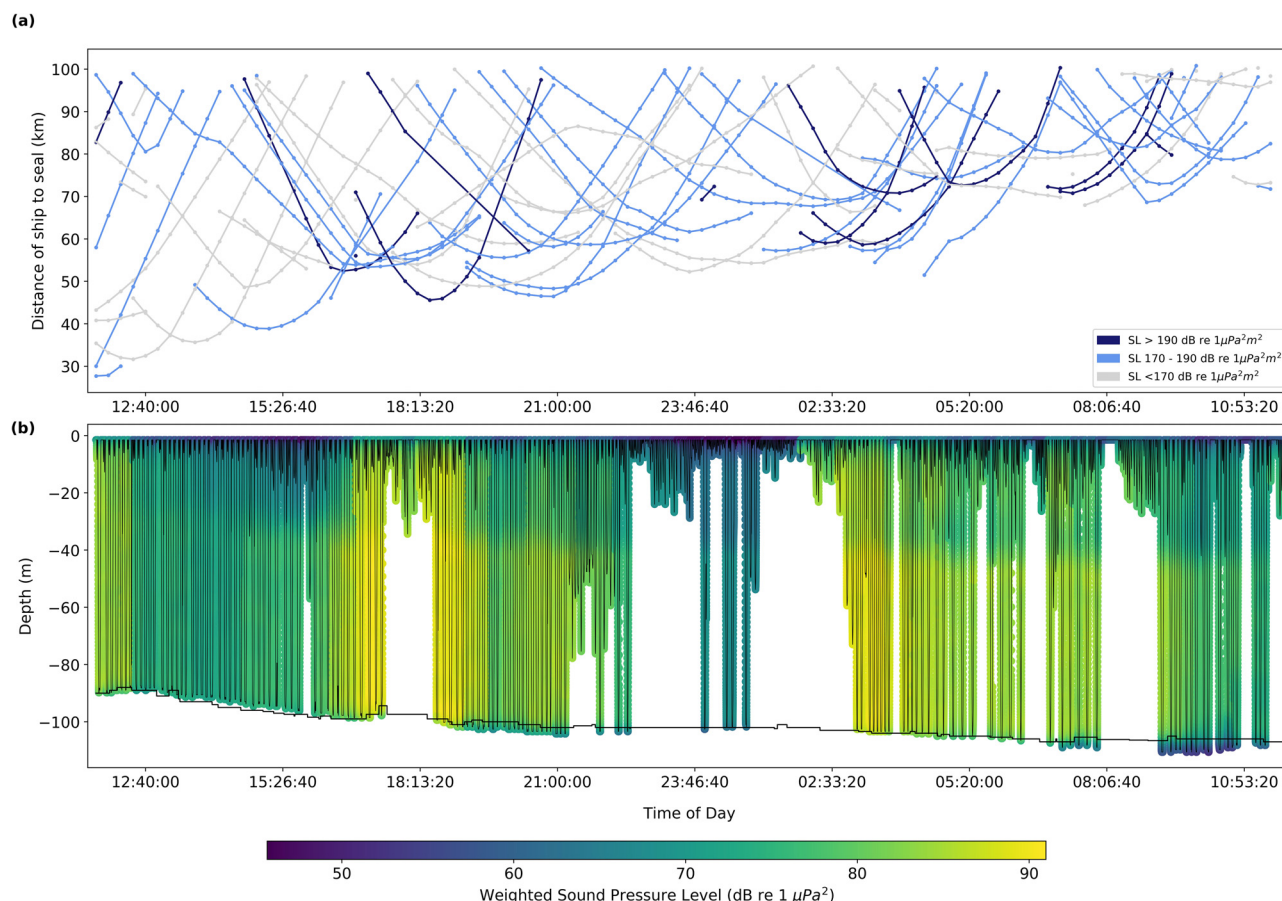 (a)
100
90
80
70
60
50
40
30
Distance of ship to seal (km)
SL > 190 dB re 1μPa²m²
SL 170 - 190 dB re 1μPa²m²
SL <170 dB re 1μPa²m²
12:40:00 15:26:40 18:13:20 21:00:00 23:46:40 02:33:20 05:20:00 08:06:40 10:53:20
(b)
0
−20
−40
−60
−80
−100
Depth (m)
12:40:00 15:26:40 18:13:20 21:00:00 23:46:40 02:33:20 05:20:00 08:06:40 10:53:20
Time of Day
50 60 70 80 90
Weighted Sound Pressure Level (dB re 1 μPa²)